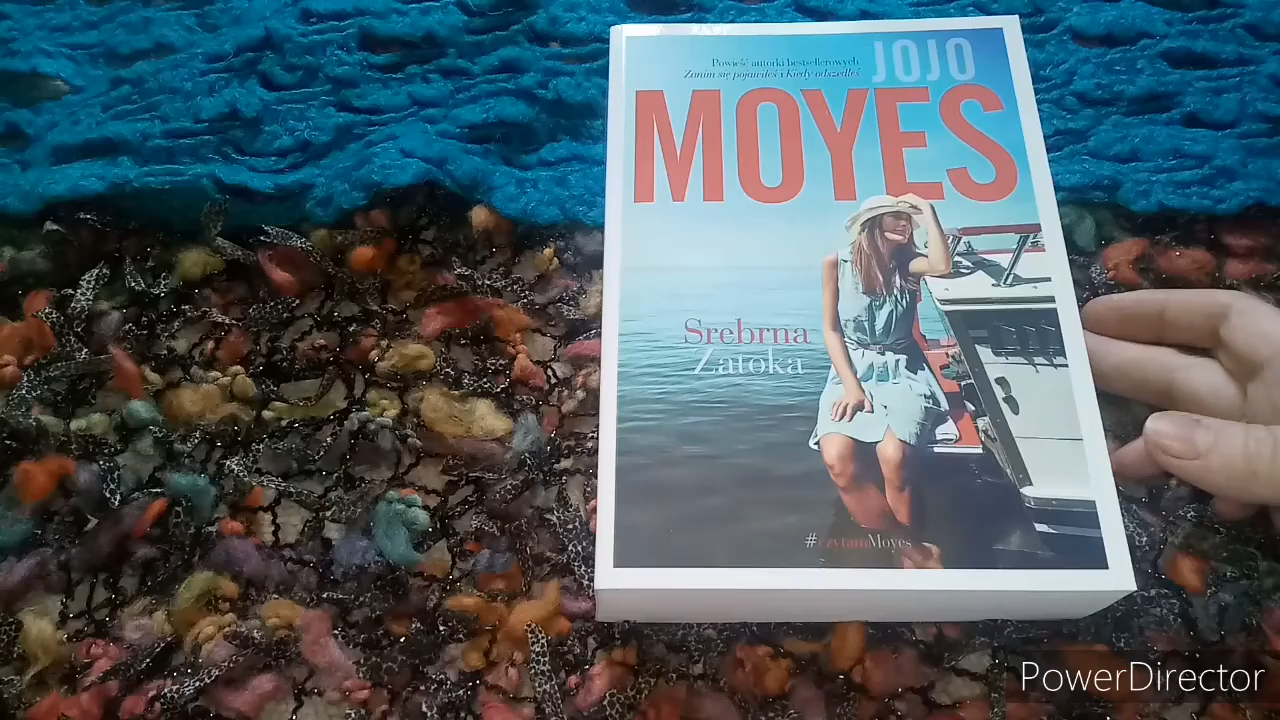 Powieść autorki bestsellerowych
Zanim się pojawiłeś i Kiedy odszedłeś
JOJO
MOYES
Srebrna
Zatoka
#czytamMoyes
PowerDirector